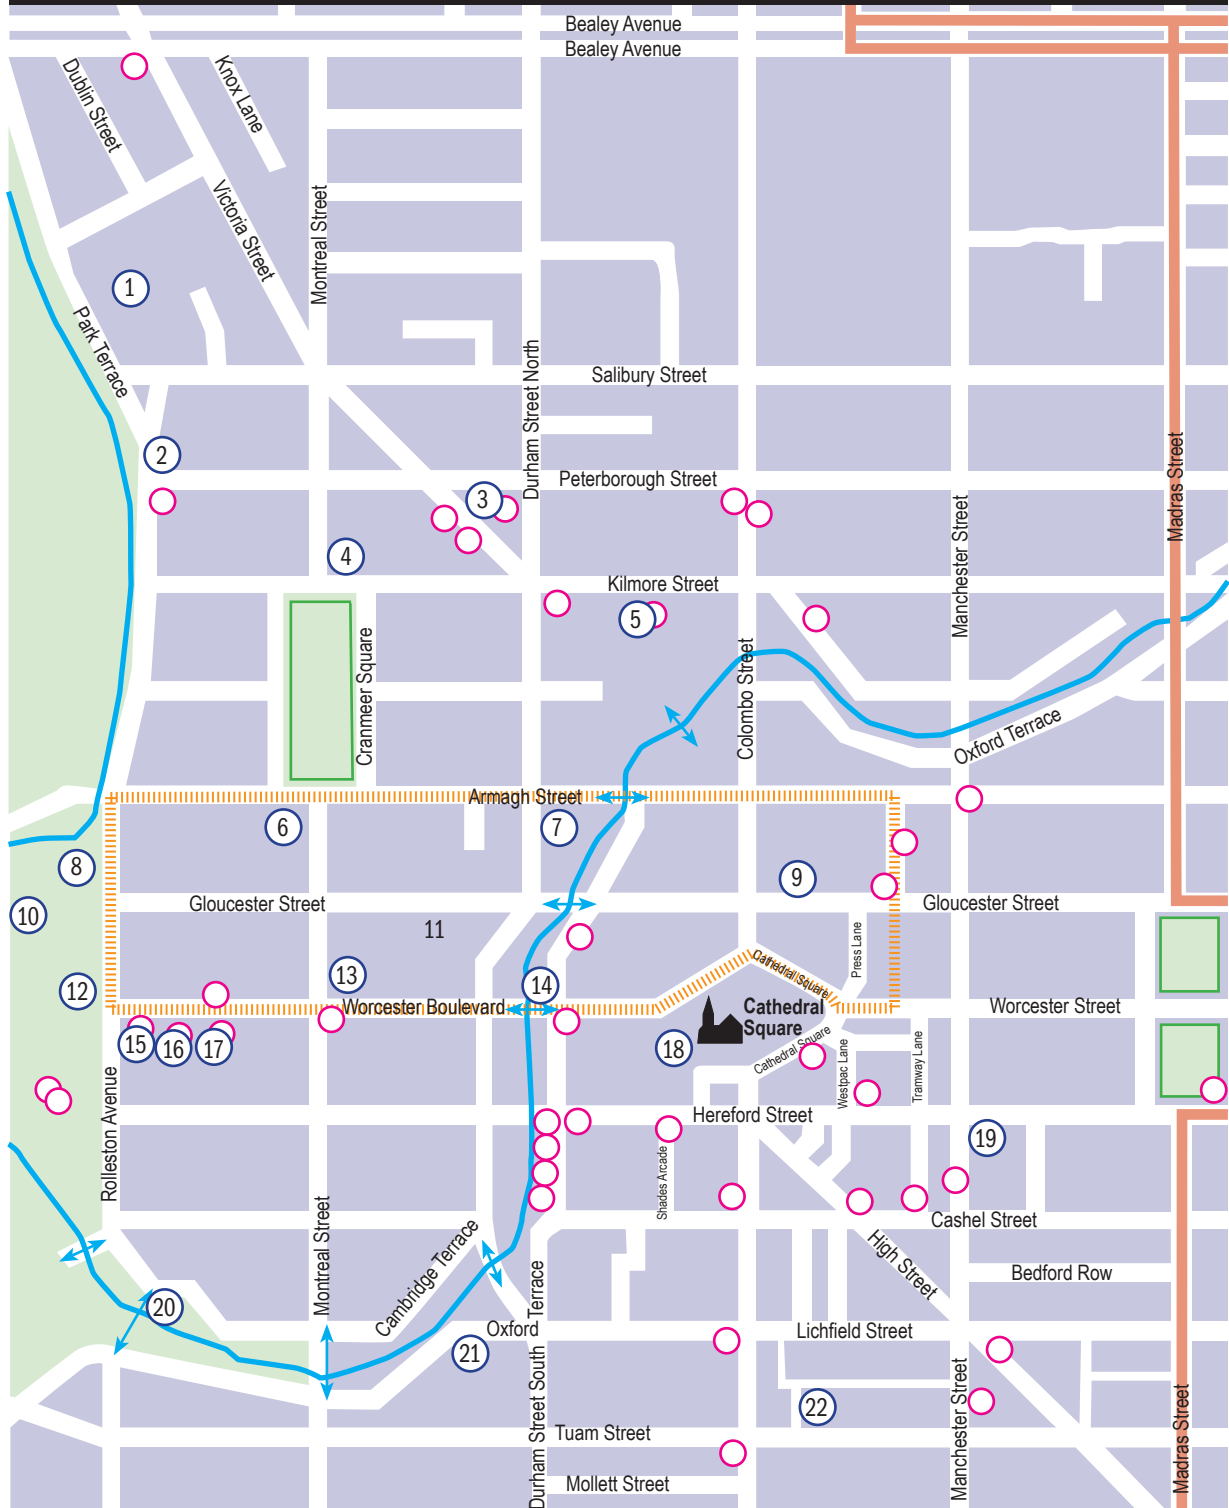 Bealey Avenue
Bealey Avenue
Dublin Street
Knox Lane
Victoria Street
Montreal Street
1
Park Terrace
Durham Street North
Salibury Street
2
Peterborough Street
3
Madras Street
Manchester Street
4
Kilmore Street
5
Cranmeer Square
Colombo Street
Oxford Terrace
Armagh Street
6
7
8
9
10
Gloucester Street
Gloucester Street
11
Press Lane
12
13
14
Cathedral Square
Worcester Boulevard
Cathedral
Square
Worcester Street
15
16
17
18
Cathedral Square
Westpac Lane
Tramway Lane
Rolleston Avenue
Hereford Street
19
Shades Arcade
Cashel Street
Montreal Street
Cambridge Terrace
High Street
Bedford Row
20
Oxford
Terrace
Lichfield Street
21
Durham Street South
22
Manchester Street
Madras Street
Tuam Street
Mollett Street